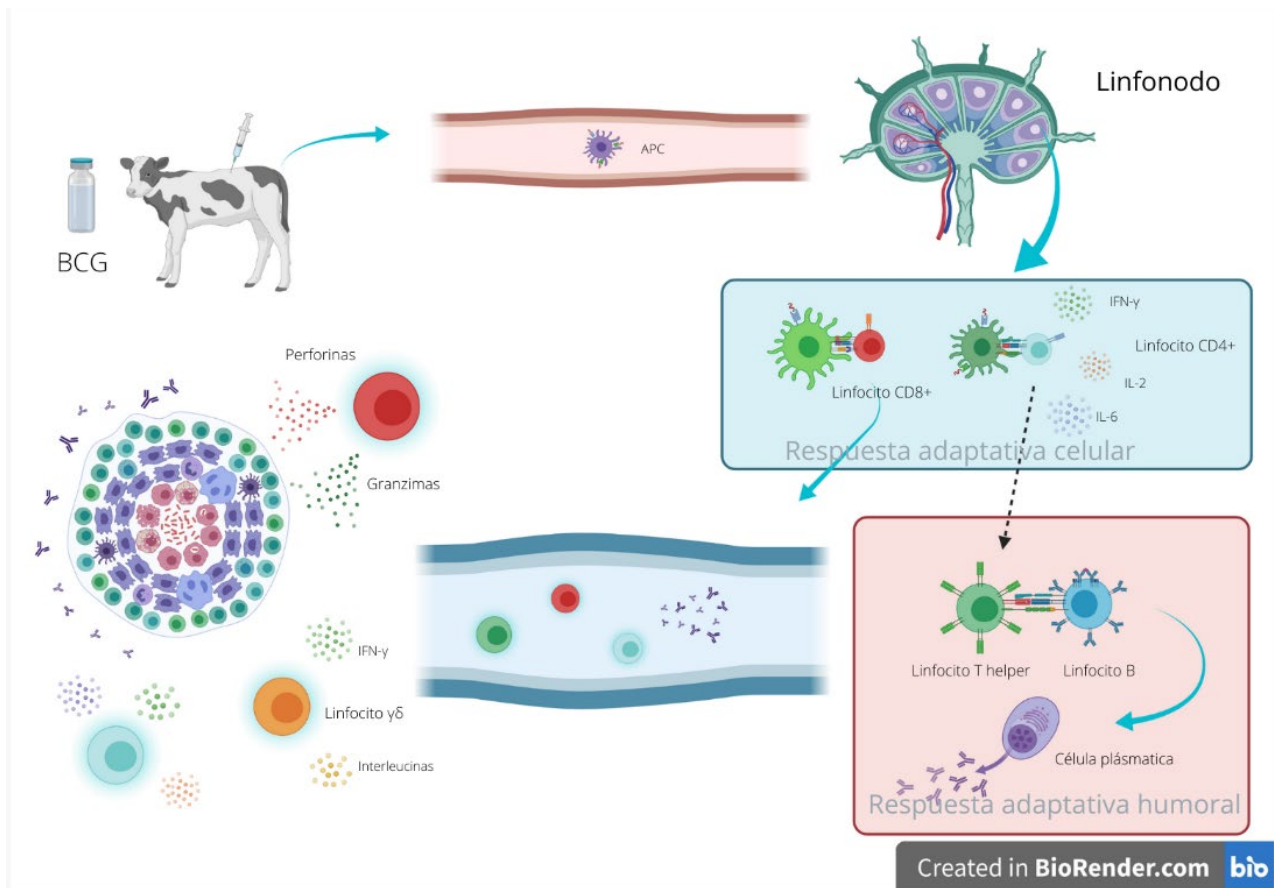 Linfonodo
APC
BCG
IFN-γ
Linfocito CD4+
Linfocito CD8+
IL-2
IL-6
Respuesta adaptativa celular
Perforinas
Granzimas
IFN-γ
Linfocito γδ
Interleucinas
Linfocito T helper
Linfocito B
Célula plásmatica
Respuesta adaptativa humoral
Created in BioRender.com bio